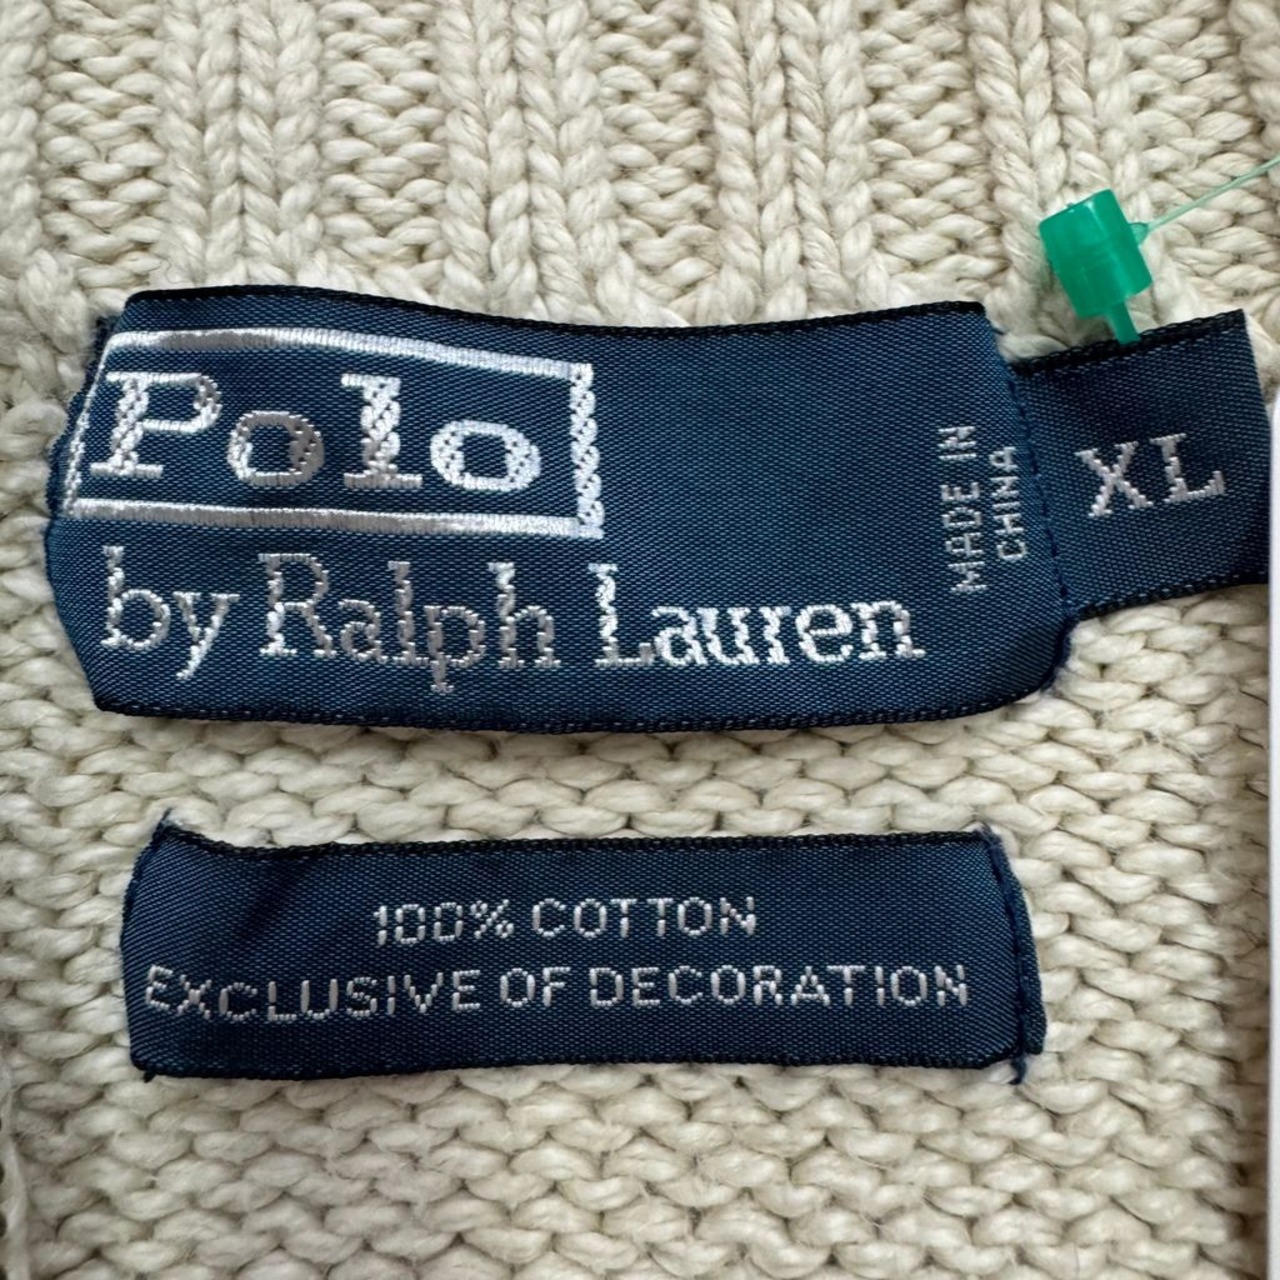 Polo
by Ralph Lauren
MADE IN
CHINA
XL
100% COTTON
EXCLUSIVE OF DECORATION